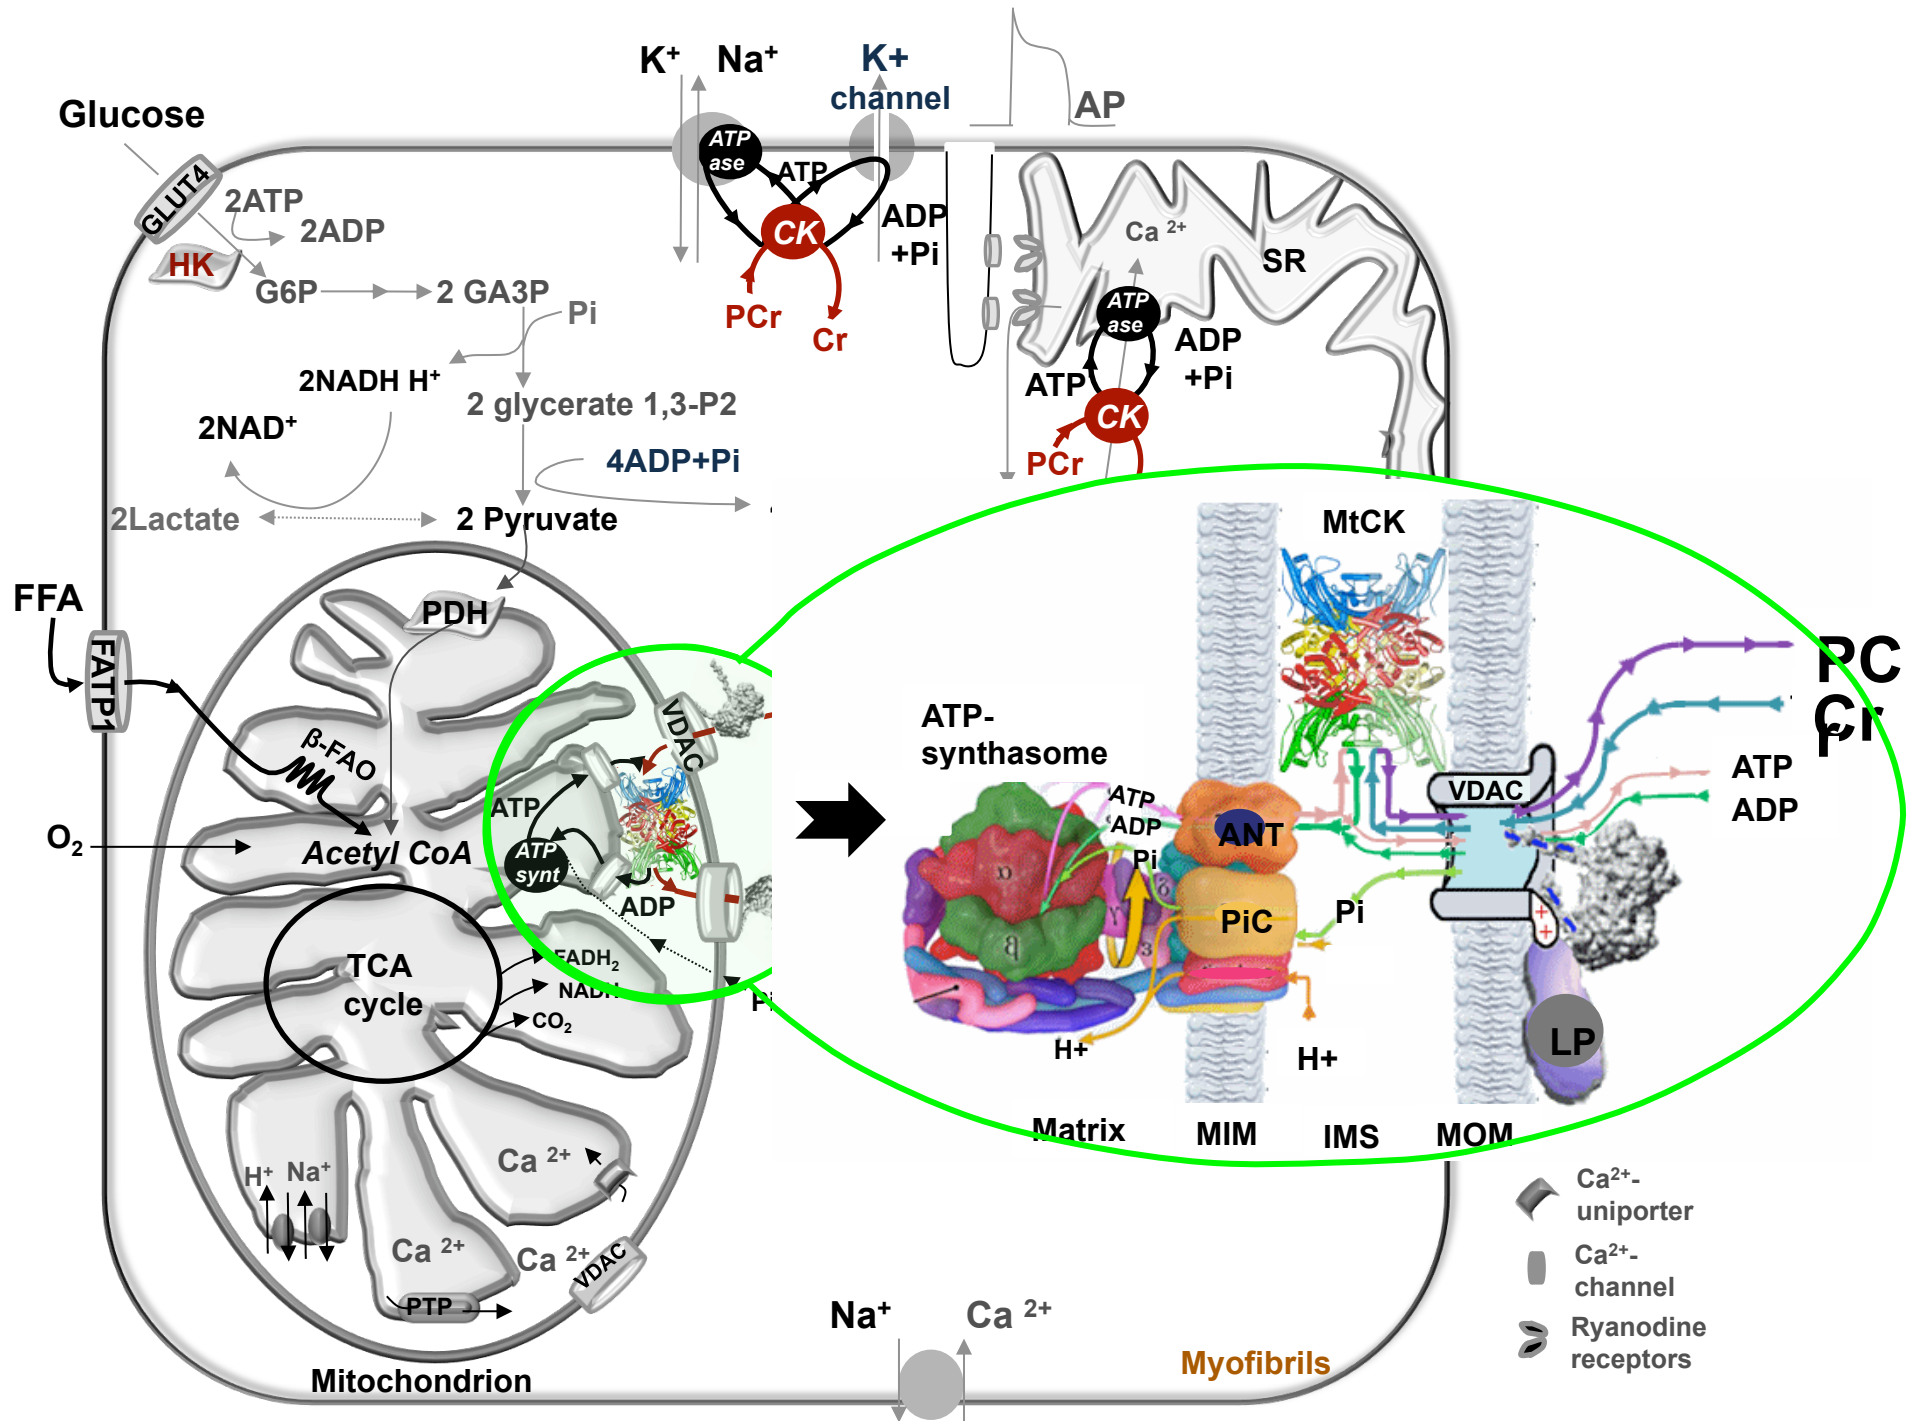 K+ Na+ K+
channel
AP
Glucose
GLUT4
2ATP
2ADP
HK
G6P
2 GA3P
Pi
ATP
ase
ATP
ADP
+Pi
CK
PCr
Cr
Ca 2+
SR
ATP
ase
ADP
+Pi
ATP
CK
PCr
2NADH H+
2NAD+
2 glycerate 1,3-P2
4ADP+Pi
2Lactate
2 Pyruvate
FFA
FATP1
PDH
β-FAO
O2
Acetyl CoA
VDAC
ATP
ATP
synt
ADP
TCA
cycle
FADH2
NADH
CO2
Pi
H+ Na+
Ca 2+
Ca 2+
Ca 2+
VDAC
PTP
Mitochondrion
MtCK
ATP-
synthasome
ATP
ADP
Pi
α
β
γ
δ
ε
ANT
PiC
Pi
VDAC
PC
r
Cr
ATP
ADP
++
LP
H+
H+
Matrix
MIM
IMS
MOM
Na+ Ca 2+
Myofibrils
Ca2+-
uniporter
Ca2+-
channel
Ryanodine
receptors